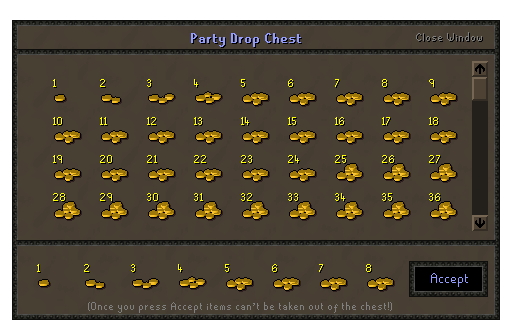 Party Drop Chest Close Window
1 2 3 4 5 6 7 8 9
10 11 12 13 14 15 16 17 18
19 20 21 22 23 24 25 26 27
28 29 30 31 32 33 34 35 36
1 2 3 4 5 6 7 8 Accept
(Once you press Accept items can't be taken out of the chest!)